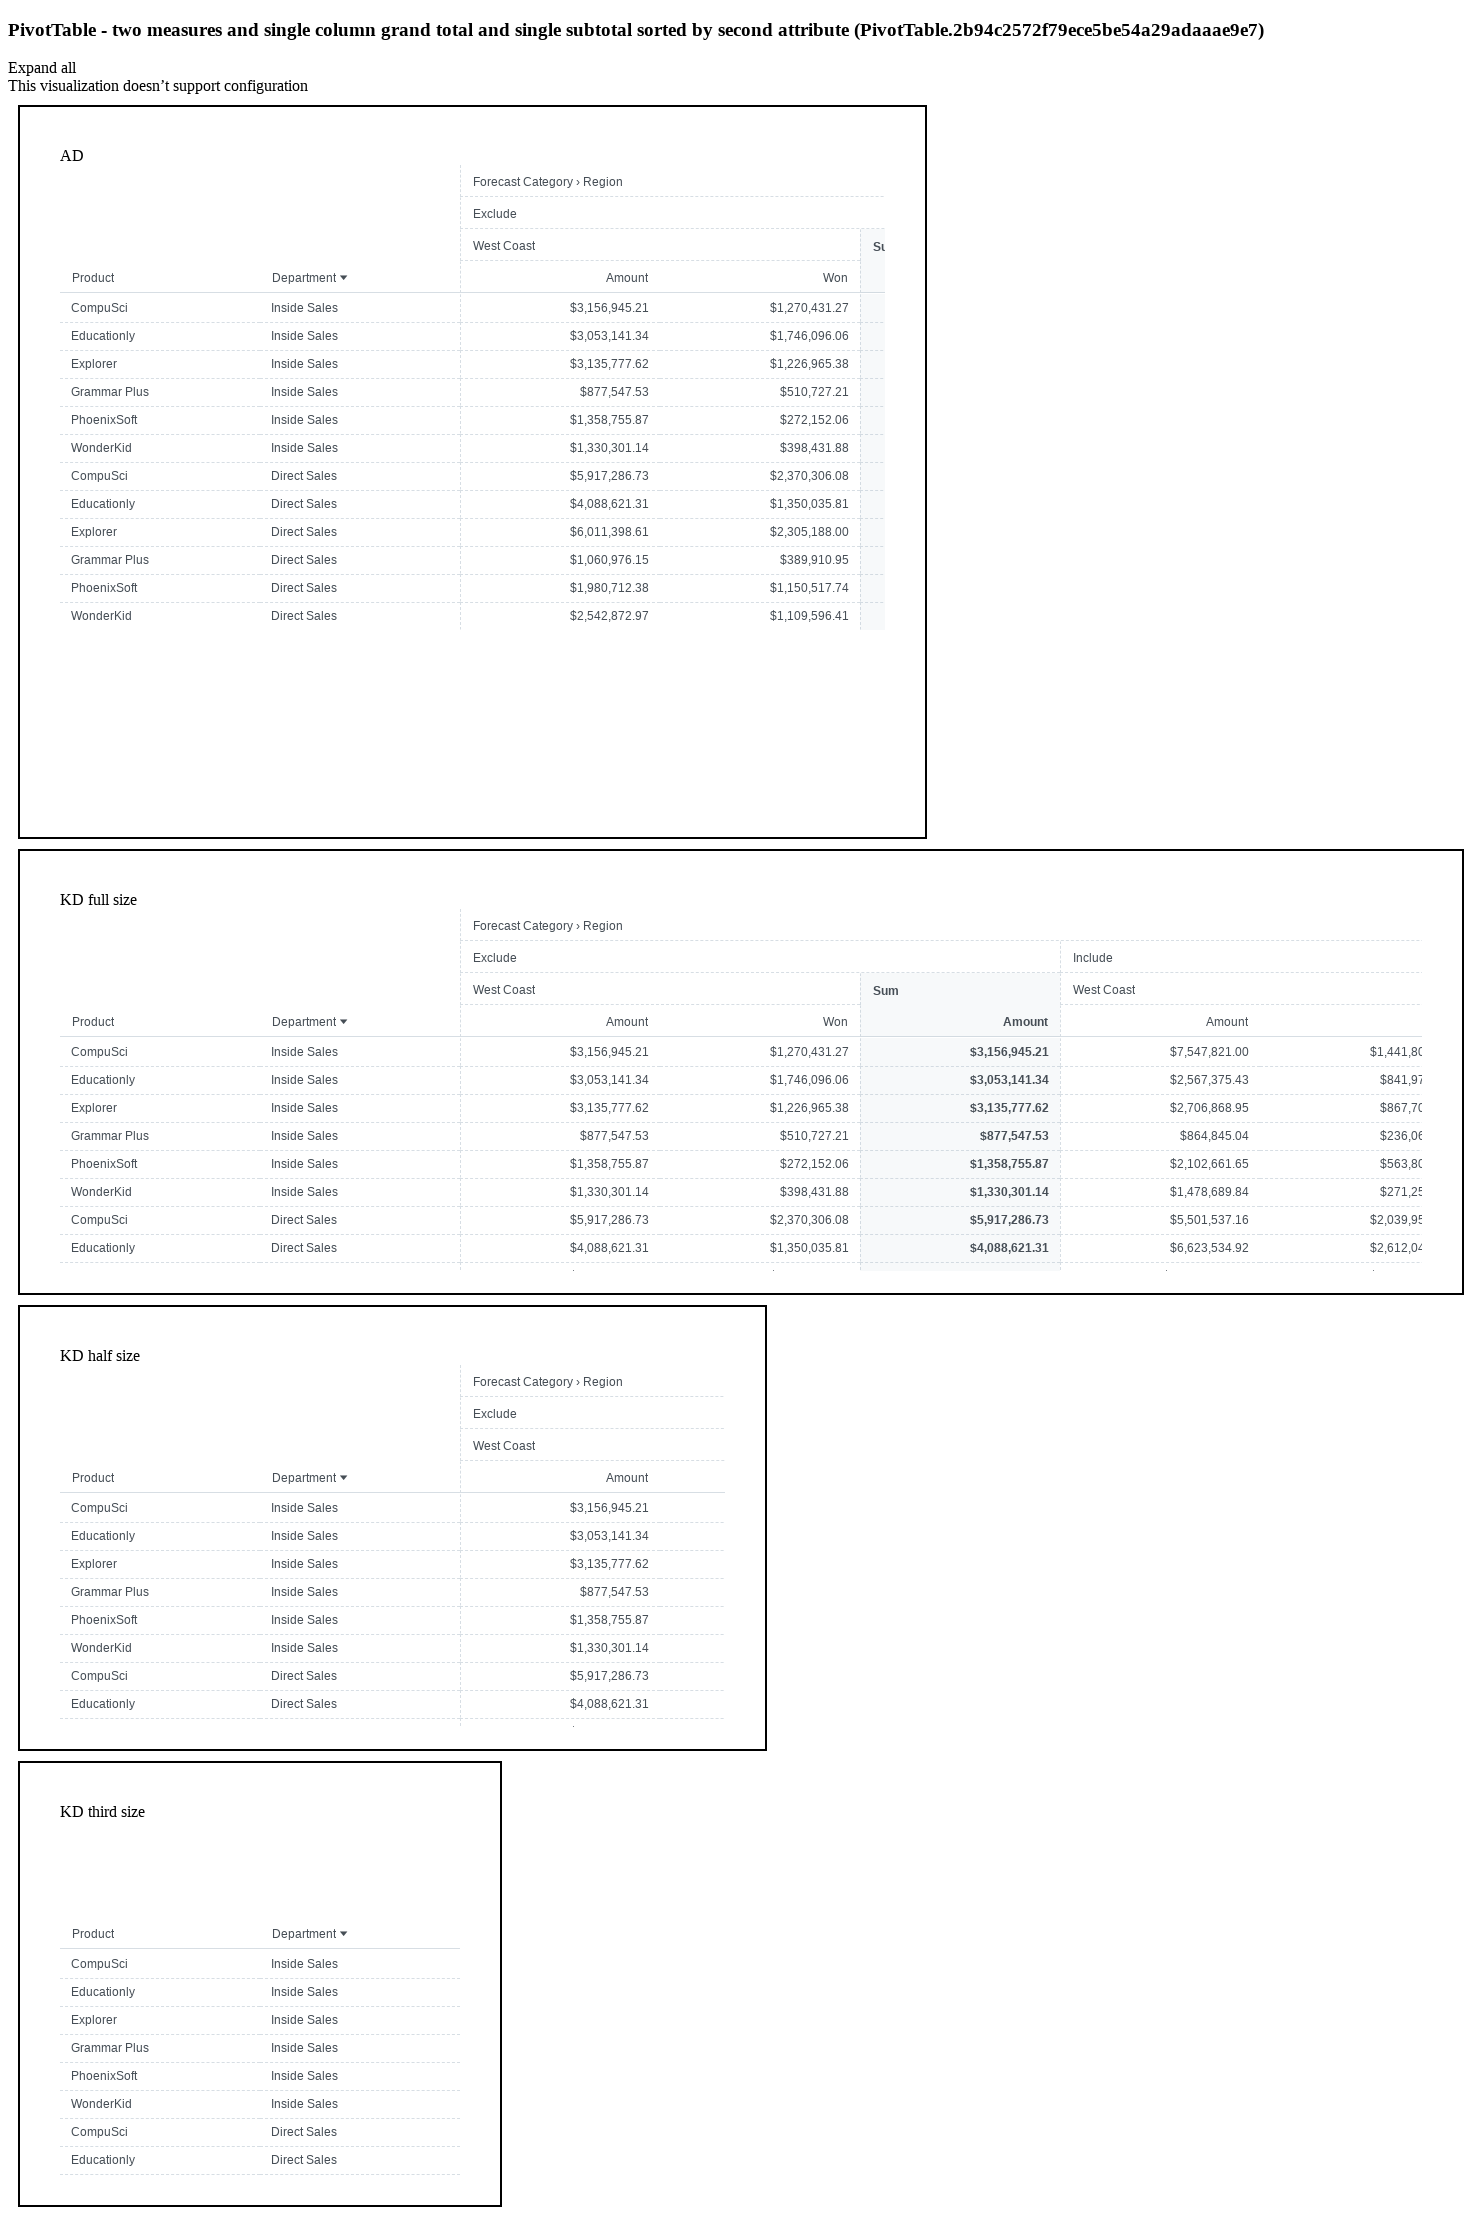 PivotTable - two measures and single column grand total and single subtotal sorted by second attribute (PivotTable.2b94c2572f79ece5be54a29adaaae9e7)
Expand all
This visualization doesn’t support configuration
AD
Forecast Category › Region
Exclude
West Coast Su
Product Department Amount Won
CompuSci Inside Sales $3,156,945.21 $1,270,431.27
Educationly Inside Sales $3,053,141.34 $1,746,096.06
Explorer Inside Sales $3,135,777.62 $1,226,965.38
Grammar Plus Inside Sales $877,547.53 $510,727.21
PhoenixSoft Inside Sales $1,358,755.87 $272,152.06
WonderKid Inside Sales $1,330,301.14 $398,431.88
CompuSci Direct Sales $5,917,286.73 $2,370,306.08
Educationly Direct Sales $4,088,621.31 $1,350,035.81
Explorer Direct Sales $6,011,398.61 $2,305,188.00
Grammar Plus Direct Sales $1,060,976.15 $389,910.95
PhoenixSoft Direct Sales $1,980,712.38 $1,150,517.74
WonderKid Direct Sales $2,542,872.97 $1,109,596.41
KD full size
Forecast Category › Region
Exclude Include
West Coast Sum West Coast
Product Department Amount Won Amount Amount
CompuSci Inside Sales $3,156,945.21 $1,270,431.27 $3,156,945.21 $7,547,821.00 $1,441,80
Educationly Inside Sales $3,053,141.34 $1,746,096.06 $3,053,141.34 $2,567,375.43 $841,97
Explorer Inside Sales $3,135,777.62 $1,226,965.38 $3,135,777.62 $2,706,868.95 $867,70
Grammar Plus Inside Sales $877,547.53 $510,727.21 $877,547.53 $864,845.04 $236,06
PhoenixSoft Inside Sales $1,358,755.87 $272,152.06 $1,358,755.87 $2,102,661.65 $563,80
WonderKid Inside Sales $1,330,301.14 $398,431.88 $1,330,301.14 $1,478,689.84 $271,25
CompuSci Direct Sales $5,917,286.73 $2,370,306.08 $5,917,286.73 $5,501,537.16 $2,039,95
Educationly Direct Sales $4,088,621.31 $1,350,035.81 $4,088,621.31 $6,623,534.92 $2,612,04
KD half size
Forecast Category › Region
Exclude
West Coast
Product Department Amount
CompuSci Inside Sales $3,156,945.21
Educationly Inside Sales $3,053,141.34
Explorer Inside Sales $3,135,777.62
Grammar Plus Inside Sales $877,547.53
PhoenixSoft Inside Sales $1,358,755.87
WonderKid Inside Sales $1,330,301.14
CompuSci Direct Sales $5,917,286.73
Educationly Direct Sales $4,088,621.31
KD third size
Product Department
CompuSci Inside Sales
Educationly Inside Sales
Explorer Inside Sales
Grammar Plus Inside Sales
PhoenixSoft Inside Sales
WonderKid Inside Sales
CompuSci Direct Sales
Educationly Direct Sales